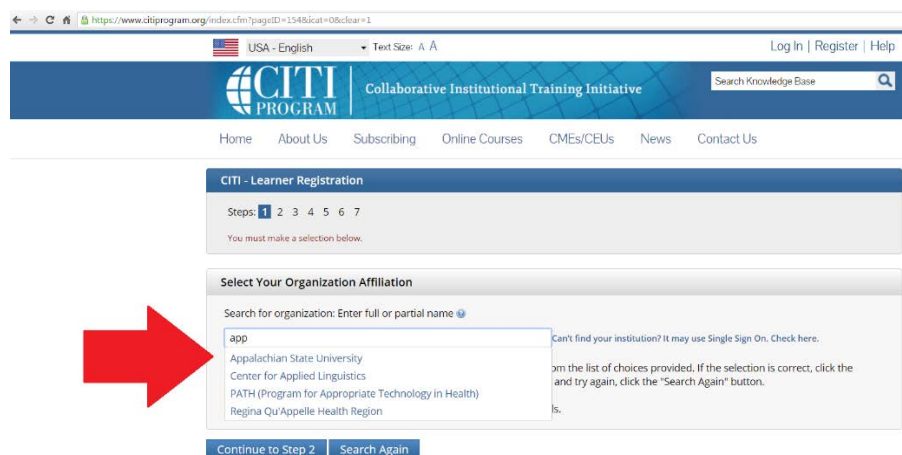 https://www.citiprogram.org/index.cfm?pageID=154&icat=0&clear=1
USA - English Text Size: A A Log In | Register | Help
CITI PROGRAM Collaborative Institutional Training Initiative Search Knowledge Base
Home About Us Subscribing Online Courses CMEs/CEUs News Contact Us
CITI - Learner Registration
Steps: 1 2 3 4 5 6 7
You must make a selection below.
Select Your Organization Affiliation
Search for organization: Enter full or partial name
app Can't find your institution? It may use Single Sign On. Check here.
Appalachian State University
Center for Applied Linguistics om the list of choices provided. If the selection is correct, click the
PATH (Program for Appropriate Technology in Health) and try again, click the "Search Again" button.
Regina Qu'Appelle Health Region ls.
Continue to Step 2 Search Again